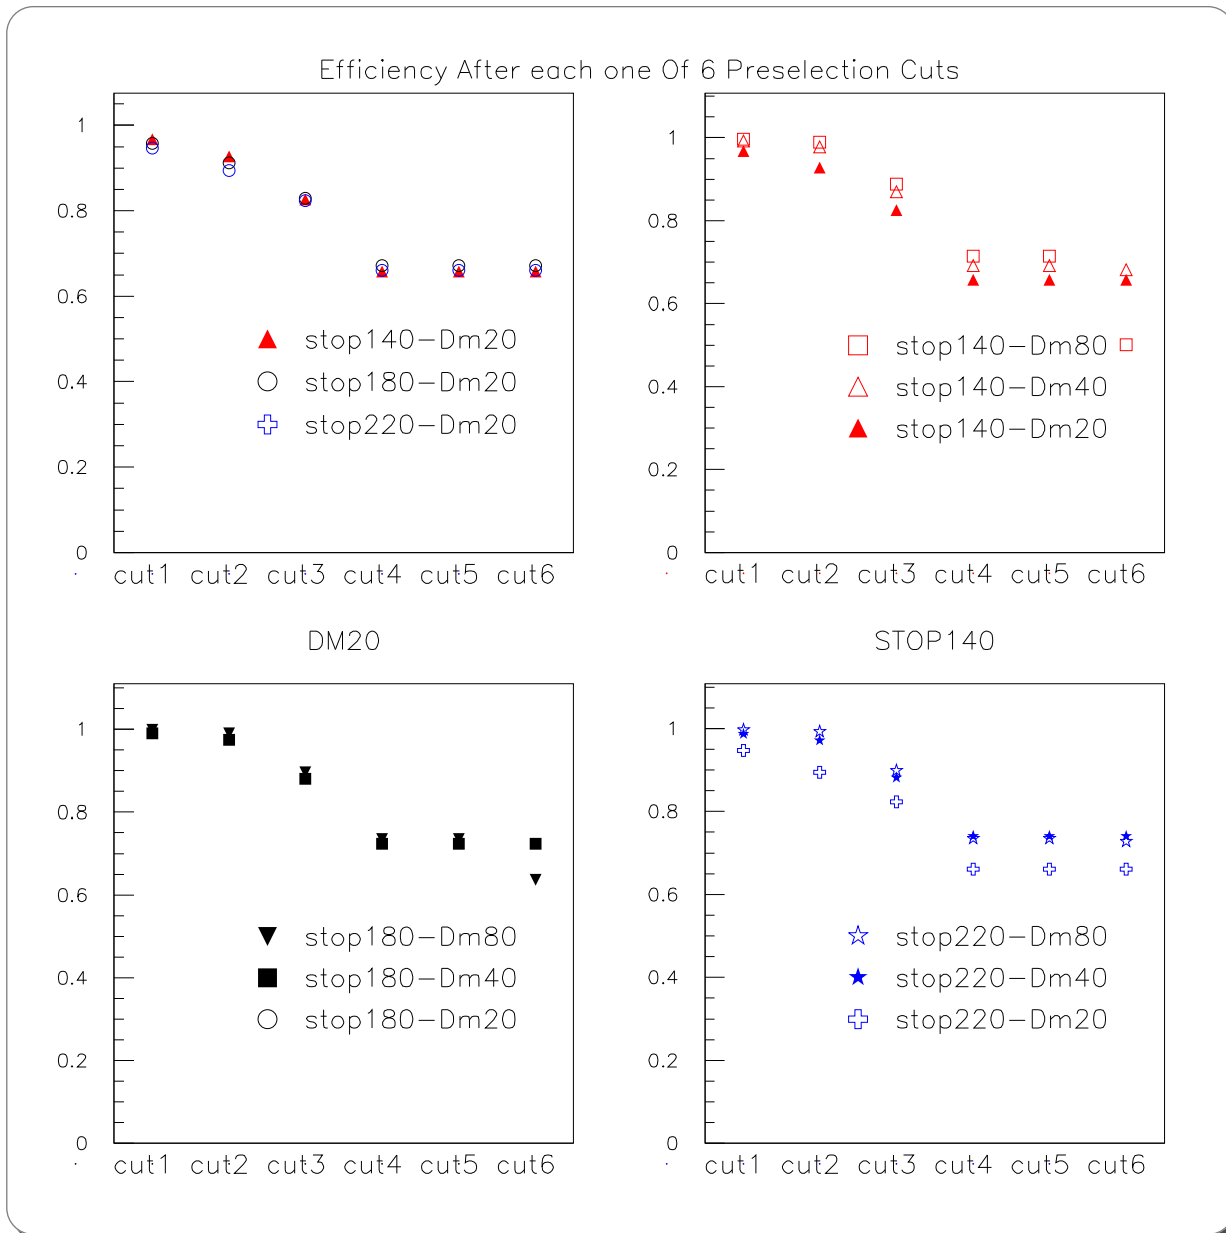 Efficiency After each one Of 6 Preselection Cuts
1
0.8
0.6
0.4
0.2
0
stop140-Dm20
stop180-Dm20
stop220-Dm20
cut1 cut2 cut3 cut4 cut5 cut6
DM20
1
0.8
0.6
0.4
0.2
0
stop140-Dm80
stop140-Dm40
stop140-Dm20
cut1 cut2 cut3 cut4 cut5 cut6
STOP140
1
0.8
0.6
0.4
0.2
0
stop180-Dm80
stop180-Dm40
stop180-Dm20
cut1 cut2 cut3 cut4 cut5 cut6
1
0.8
0.6
0.4
0.2
0
stop220-Dm80
stop220-Dm40
stop220-Dm20
cut1 cut2 cut3 cut4 cut5 cut6